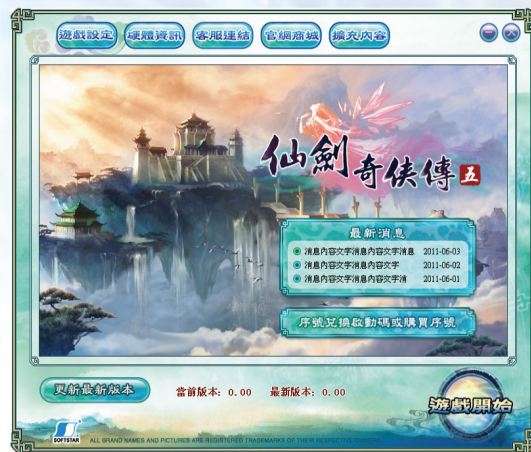 遊戲設定 硬體資訊 客服連結 官網商城 擴充內容
仙劍奇俠傳 五
最新消息
消息內容文字消息內容文字消息 2011-06-03
消息內容文字消息內容文字 2011-06-02
消息內容文字消息內容文字消 2011-06-01
序號兌換啟動碼或購買序號
更新最新版本 當前版本: 0.00 最新版本: 0.00
遊戲開始
SOFTSTAR ALL BRAND NAMES AND PICTURES ARE REGISTERED TRADEMARKS OF THEIR RESPECTIVE OWNERS